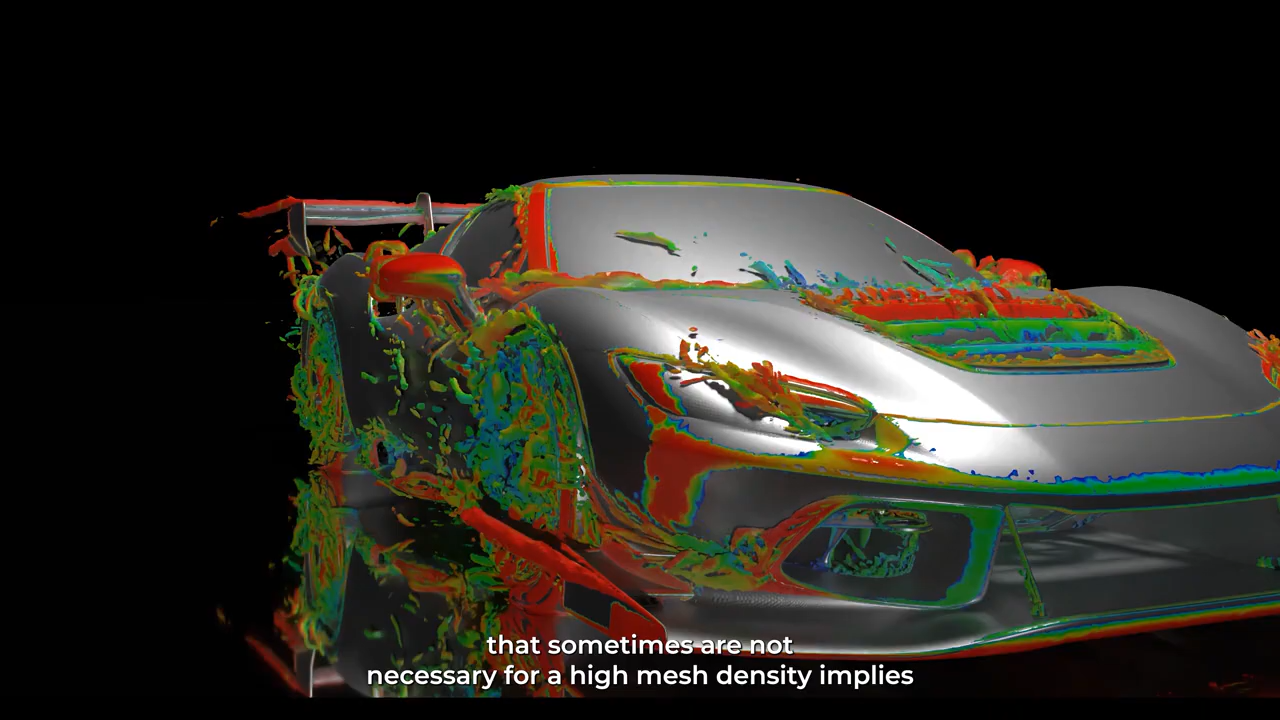 that sometimes are not
necessary for a high mesh density implies